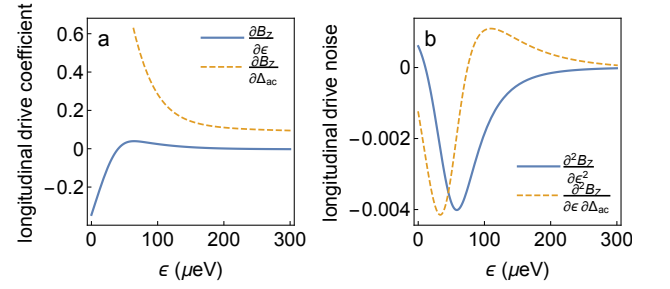 a
longitudinal drive coefficient
0.6
0.4
0.2
0
−0.2
0
100
200
300
ϵ (μeV)
∂B_Z/∂ϵ
∂B_Z/∂Δ_ac
b
longitudinal drive noise
0
−0.002
−0.004
0
100
200
300
ϵ (μeV)
∂²B_Z/∂ϵ²
∂²B_Z/∂ϵ ∂Δ_ac